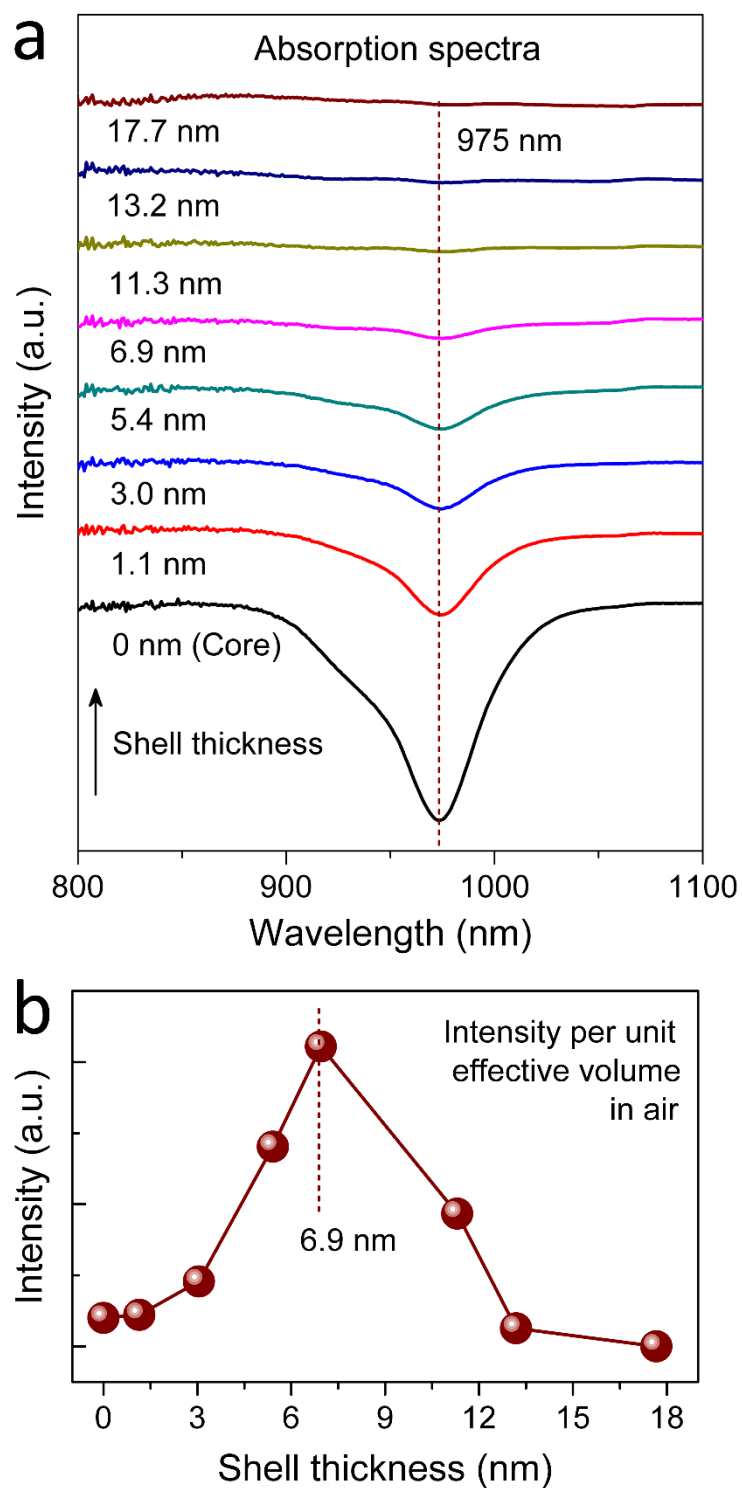 a
Absorption spectra
17.7 nm
975 nm
13.2 nm
11.3 nm
6.9 nm
5.4 nm
3.0 nm
1.1 nm
0 nm (Core)
Shell thickness
Intensity (a.u.)
800
900
1000
1100
Wavelength (nm)
b
Intensity per unit
effective volume
in air
6.9 nm
Intensity (a.u.)
0
3
6
9
12
15
18
Shell thickness (nm)